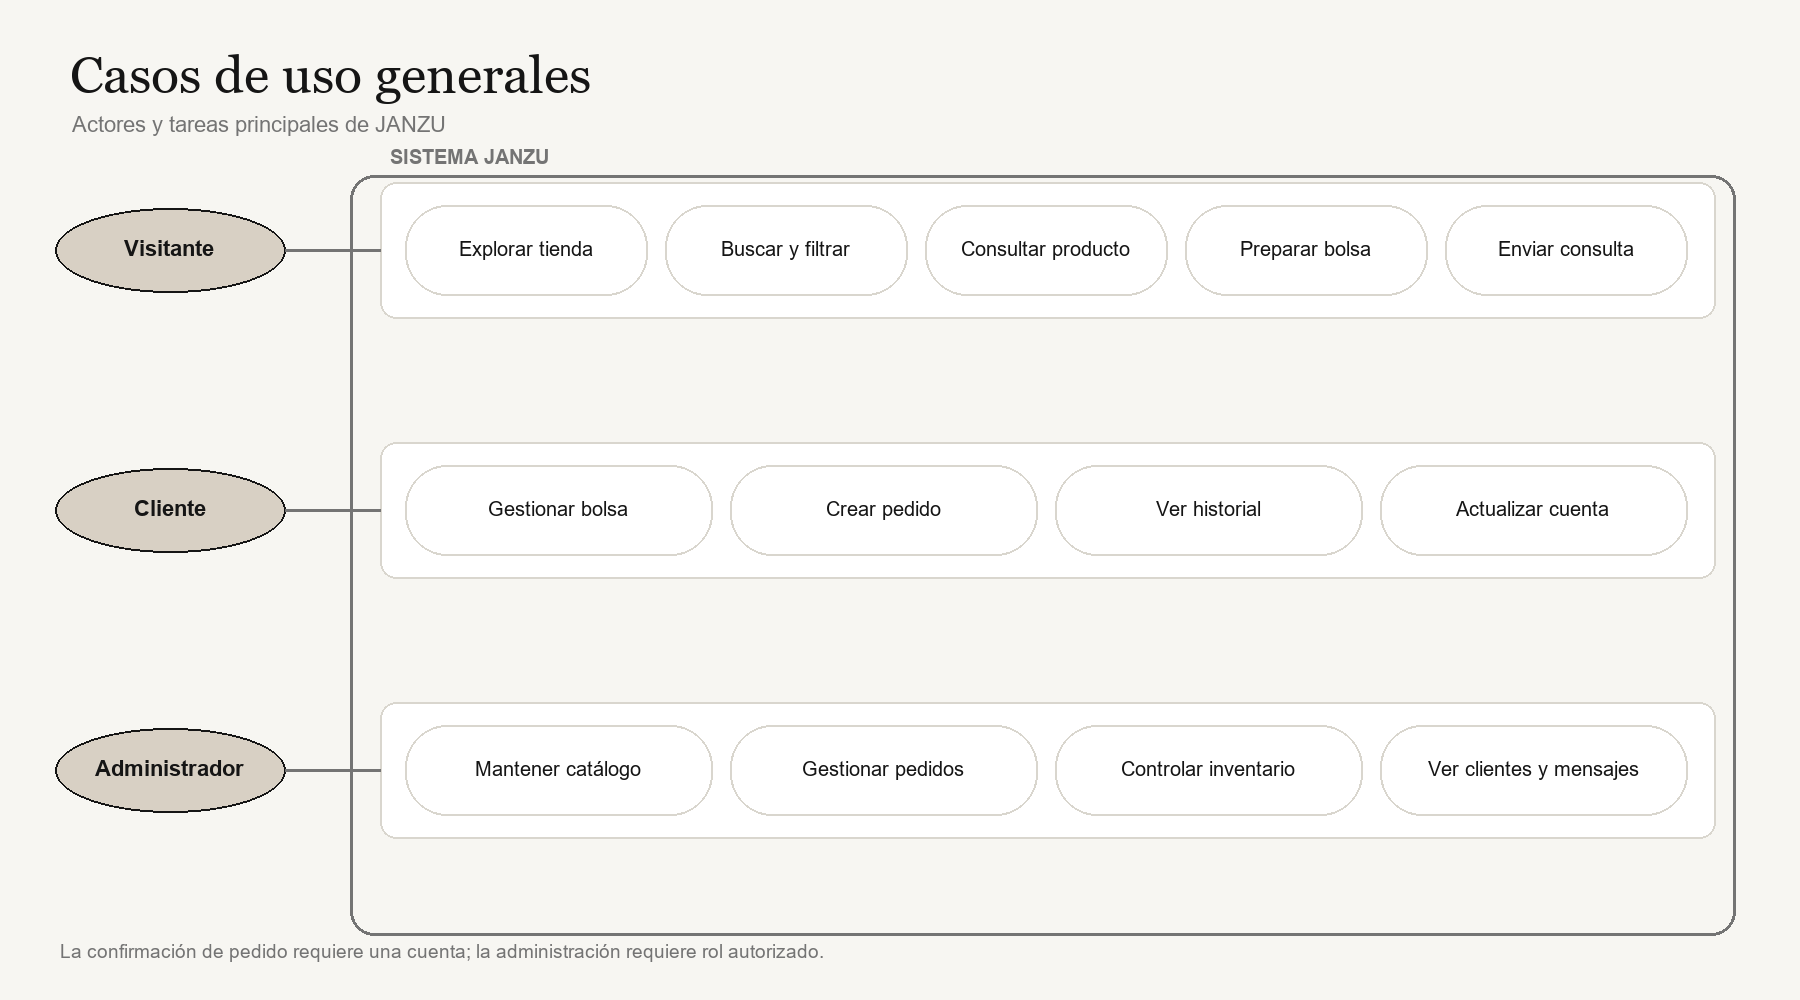 Casos de uso generales
Actores y tareas principales de JANZU
SISTEMA JANZU
Visitante
Explorar tienda
Buscar y filtrar
Consultar producto
Preparar bolsa
Enviar consulta
Cliente
Gestionar bolsa
Crear pedido
Ver historial
Actualizar cuenta
Administrador
Mantener catálogo
Gestionar pedidos
Controlar inventario
Ver clientes y mensajes
La confirmación de pedido requiere una cuenta; la administración requiere rol autorizado.